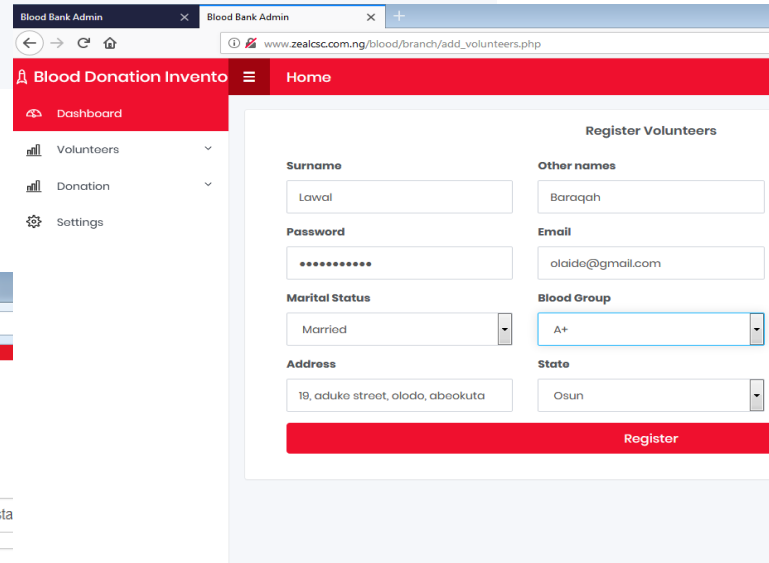 Blood Bank Admin
Blood Bank Admin
www.zealcsc.com.ng/blood/branch/add_volunteers.php
Blood Donation Invento
Home
Dashboard
Volunteers
Donation
Settings
Register Volunteers
Surname Other names
Lawal Baraqah
Password Email
••••••••••• olaide@gmail.com
Marital Status Blood Group
Married A+
Address State
19, aduke street, olodo, abeokuta Osun
Register
sta